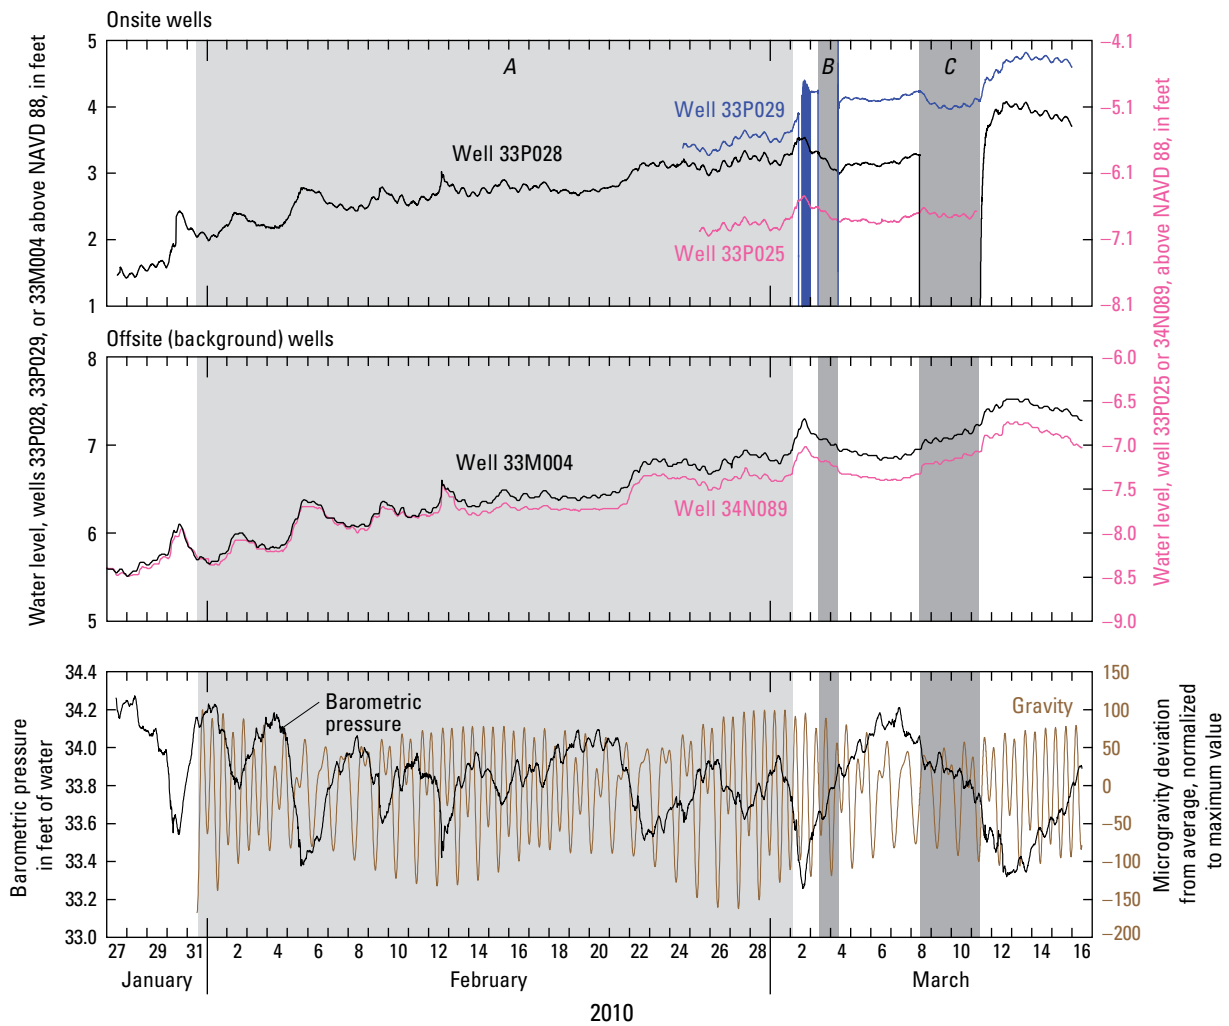 Onsite wells
Water level, wells 33P028, 33P029, or 33M004 above NAVD 88, in feet
5
4
3
2
1
A
B
C
Well 33P029
Well 33P028
Well 33P025
−4.1
−5.1
−6.1
−7.1
−8.1
Water level, well 33P025 or 34N089, above NAVD 88, in feet
Offsite (background) wells
8
7
6
5
Well 33M004
Well 34N089
−6.0
−6.5
−7.0
−7.5
−8.0
−8.5
−9.0
Barometric pressure
in feet of water
34.4
34.2
34.0
33.8
33.6
33.4
33.2
33.0
Barometric
pressure
Gravity
150
100
50
0
−50
−100
−150
−200
Microgravity deviation
from average, normalized
to maximum value
27 29 31 2 4 6 8 10 12 14 16 18 20 22 24 26 28 2 4 6 8 10 12 14 16
January February March
2010